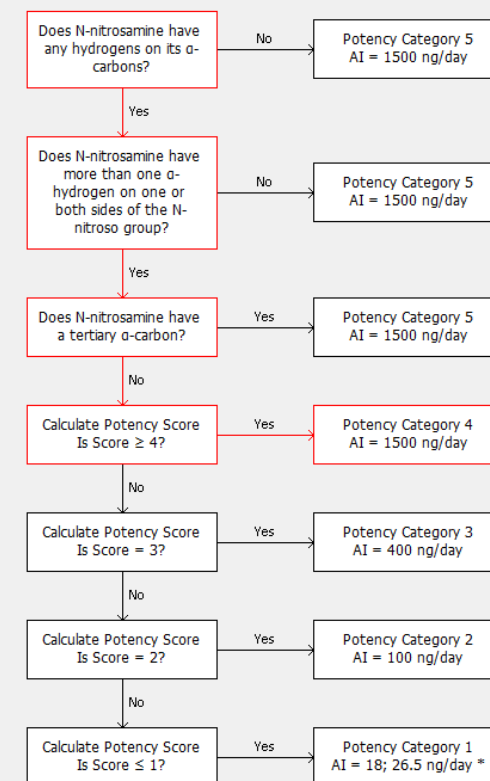 Does N-nitrosamine have
any hydrogens on its α-
carbons?
No
Potency Category 5
AI = 1500 ng/day
Yes
Does N-nitrosamine have
more than one α-
hydrogen on one or
both sides of the N-
nitroso group?
No
Potency Category 5
AI = 1500 ng/day
Yes
Does N-nitrosamine have
a tertiary α-carbon?
Yes
Potency Category 5
AI = 1500 ng/day
No
Calculate Potency Score
Is Score ≥ 4?
Yes
Potency Category 4
AI = 1500 ng/day
No
Calculate Potency Score
Is Score = 3?
Yes
Potency Category 3
AI = 400 ng/day
No
Calculate Potency Score
Is Score = 2?
Yes
Potency Category 2
AI = 100 ng/day
No
Calculate Potency Score
Is Score ≤ 1?
Yes
Potency Category 1
AI = 18; 26.5 ng/day *